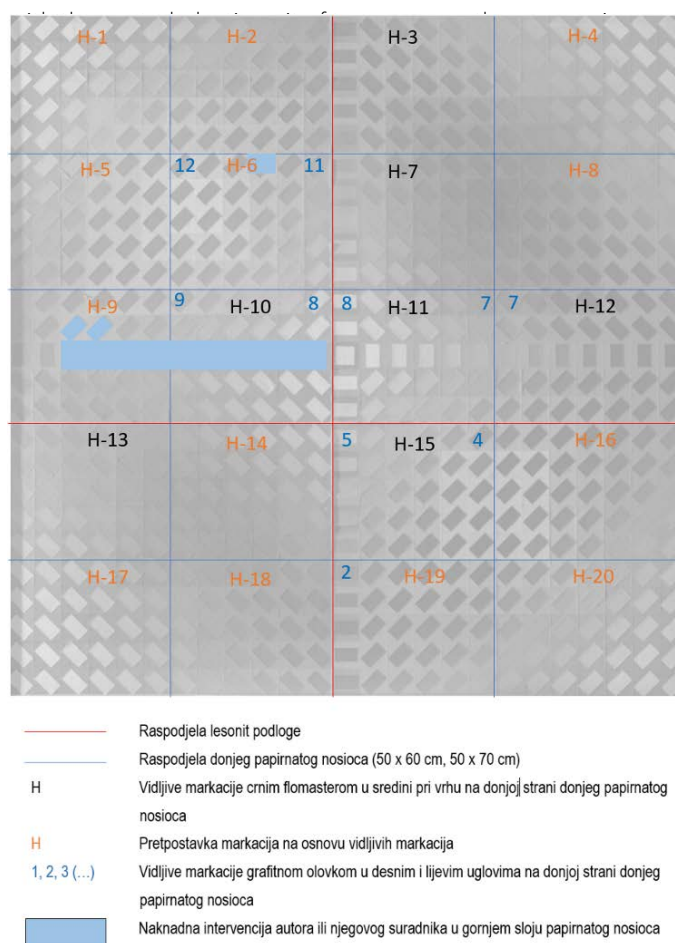 H-1 H-2 H-3 H-4
H-5 12 H-6 11 H-7 H-8
H-9 9 H-10 8 8 H-11 7 7 H-12
H-13 H-14 5 H-15 4 H-16
H-17 H-18 2 H-19 H-20
Raspodjela lesonit podloge
Raspodjela donjeg papirnatog nosioca (50 x 60 cm, 50 x 70 cm)
H Vidljive markacije crnim flomasterom u sredini pri vrhu na donjoj strani donjeg papirnatog
nosioca
H Pretpostavka markacija na osnovu vidljivih markacija
1, 2, 3 (...) Vidljive markacije grafitnom olovkom u desnim i lijevim uglovima na donjoj strani donjeg
papirnatog nosioca
Naknadna intervencija autora ili njegovog suradnika u gornjem sloju papirnatog nosioca